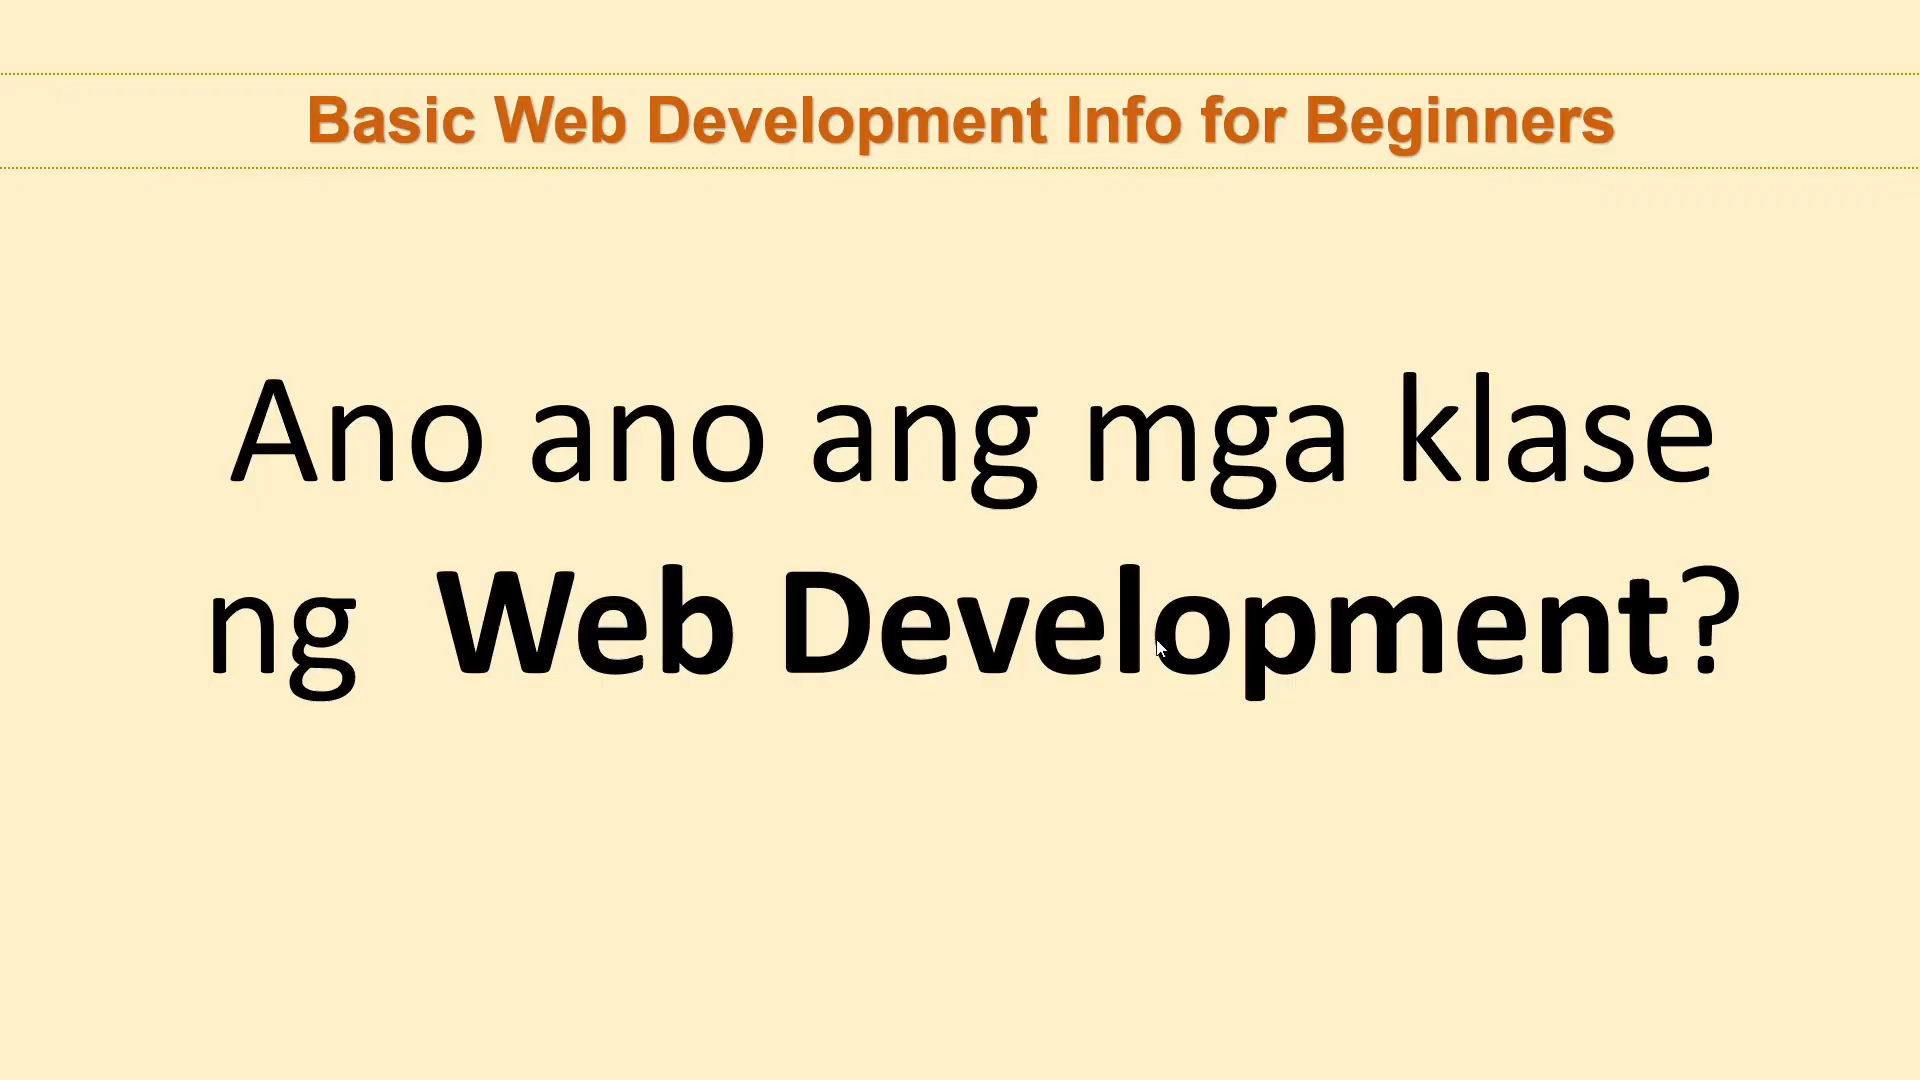 Basic Web Development Info for Beginners
Ano ano ang mga klase
ng Web Development?